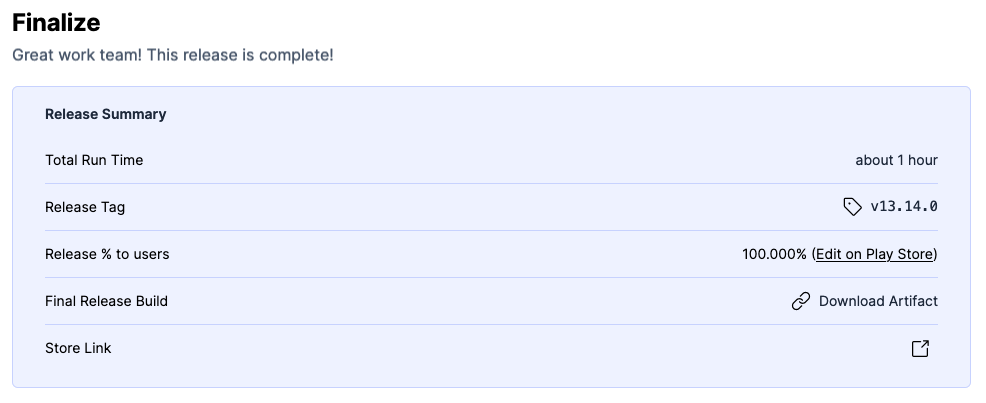 Finalize
Great work team! This release is complete!
Release Summary
Total Run Time about 1 hour
Release Tag v13.14.0
Release % to users 100.000% (Edit on Play Store)
Final Release Build Download Artifact
Store Link